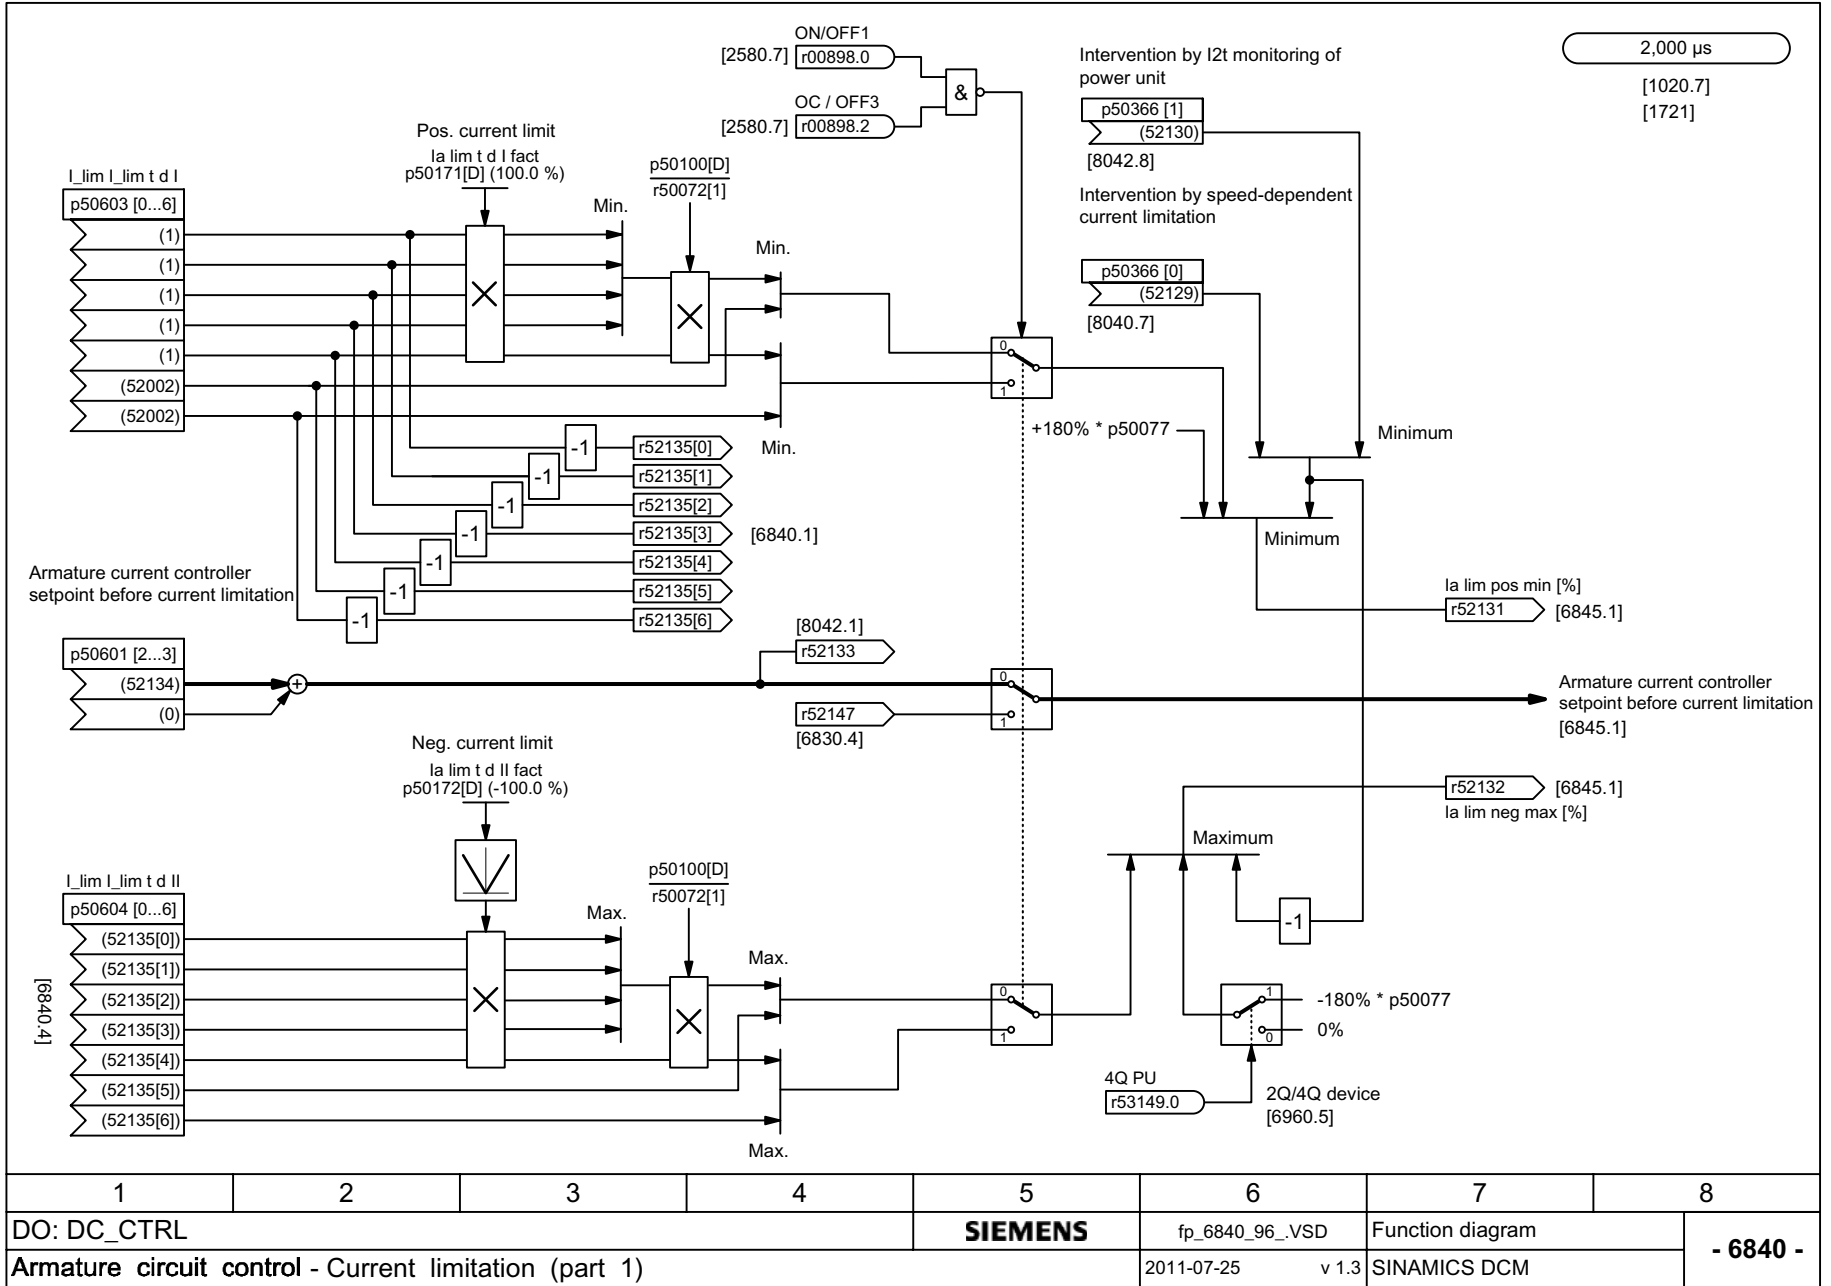 ON/OFF1
[2580.7] r00898.0
OC / OFF3
[2580.7] r00898.2
&
Intervention by I2t monitoring of
power unit
p50366 [1]
(52130)
[8042.8]
Intervention by speed-dependent
current limitation
p50366 [0]
(52129)
[8040.7]
2,000 µs
[1020.7]
[1721]
Pos. current limit
Ia lim t d I fact
p50171[D] (100.0 %)
p50100[D]
r50072[1]
I_lim I_lim t d I
p50603 [0...6]
(1)
(1)
(1)
(1)
(1)
(52002)
(52002)
Min.
Min.
Min.
0
1
+180% * p50077
Minimum
Minimum
-1 r52135[0]
-1 r52135[1]
-1 r52135[2]
-1 r52135[3] [6840.1]
-1 r52135[4]
-1 r52135[5]
-1 r52135[6]
Armature current controller
setpoint before current limitation
p50601 [2...3]
(52134)
(0)
+
[8042.1]
r52133
r52147
[6830.4]
0
1
Ia lim pos min [%]
r52131 [6845.1]
Armature current controller
setpoint before current limitation
[6845.1]
r52132 [6845.1]
Ia lim neg max [%]
Neg. current limit
Ia lim t d II fact
p50172[D] (-100.0 %)
p50100[D]
r50072[1]
I_lim I_lim t d II
p50604 [0...6]
(52135[0])
(52135[1])
(52135[2])
(52135[3])
(52135[4])
(52135[5])
(52135[6])
[6840.4]
Max.
Max.
Max.
0
1
Maximum
-1
1
0
-180% * p50077
0%
4Q PU
r53149.0
2Q/4Q device
[6960.5]
1 2 3 4 5 6 7 8
DO: DC_CTRL
SIEMENS
fp_6840_96_.VSD
Function diagram
- 6840 -
Armature circuit control - Current limitation (part 1)
2011-07-25 v 1.3
SINAMICS DCM